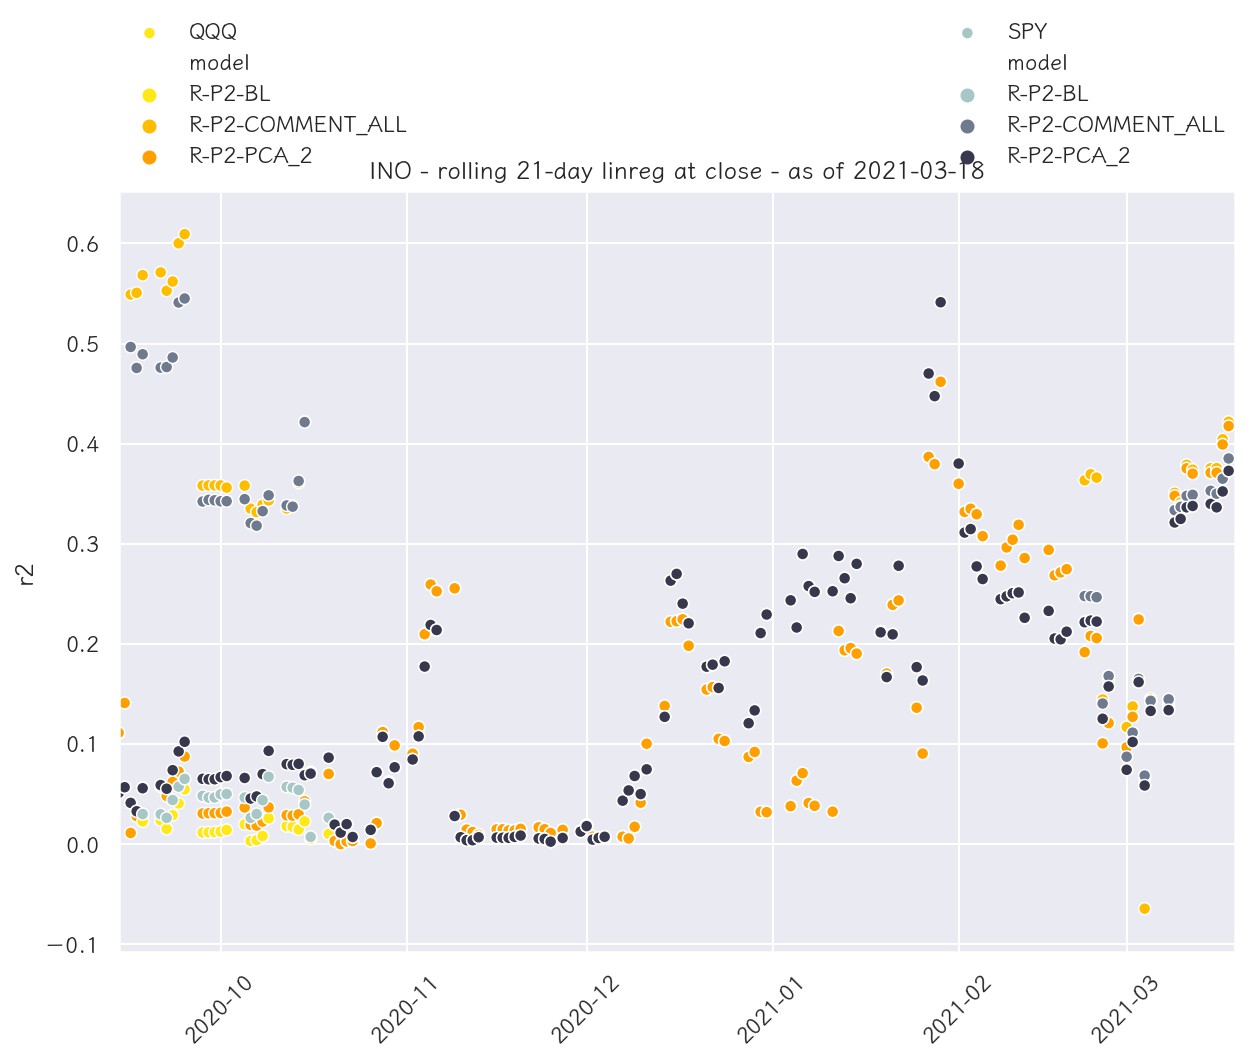 QQQ
model
R-P2-BL
R-P2-COMMENT_ALL
R-P2-PCA_2
SPY
model
R-P2-BL
R-P2-COMMENT_ALL
R-P2-PCA_2
INO - rolling 21-day linreg at close - as of 2021-03-18
0.6
0.5
0.4
0.3
0.2
0.1
0.0
−0.1
r2
2020-10
2020-11
2020-12
2021-01
2021-02
2021-03